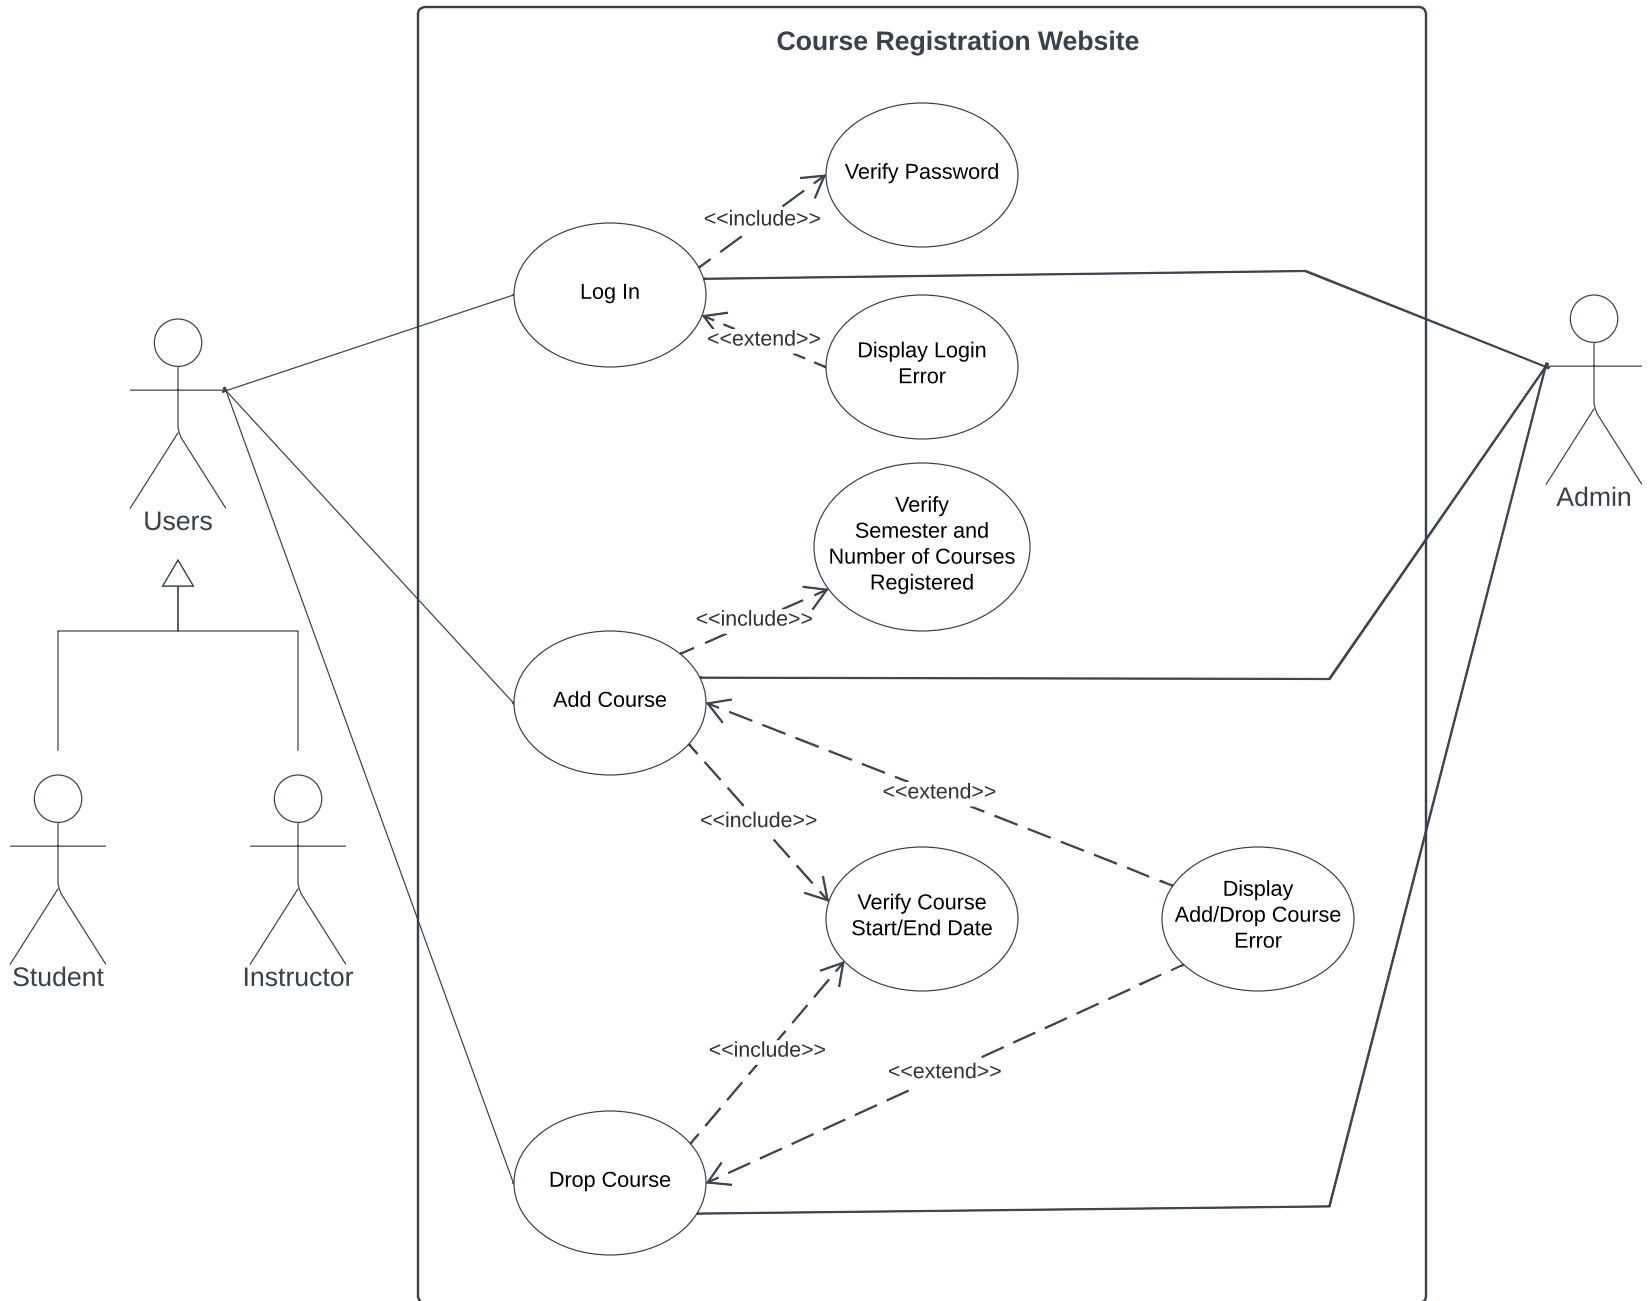 Course Registration Website
Verify Password
<<include>>
Log In
<<extend>>
Display Login
Error
Users
Admin
Verify
Semester and
Number of Courses
Registered
<<include>>
Add Course
<<extend>>
<<include>>
Verify Course
Start/End Date
Display
Add/Drop Course
Error
Student
Instructor
<<include>>
<<extend>>
Drop Course